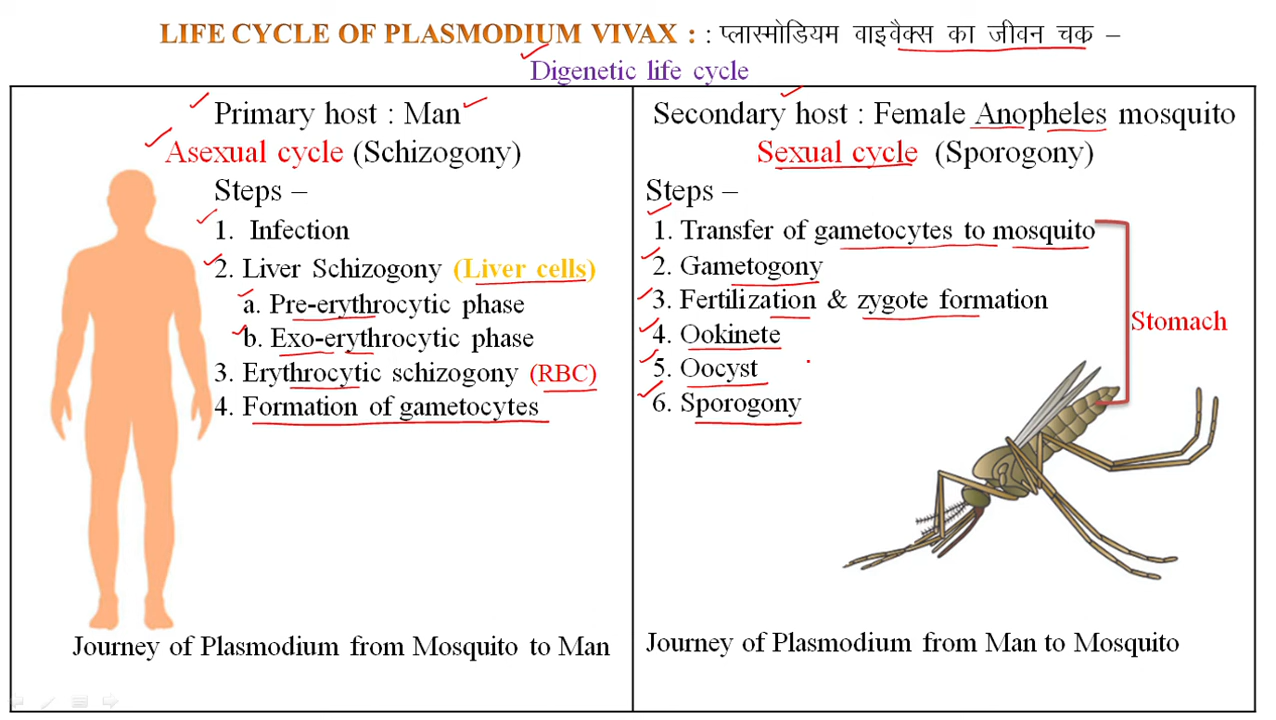 LIFE CYCLE OF PLASMODIUM VIVAX : : प्लास्मोडियम वाइवैक्स का जीवन चक्र –
Digenetic life cycle
Primary host : Man
Asexual cycle (Schizogony)
Steps –
1. Infection
2. Liver Schizogony (Liver cells)
a. Pre-erythrocytic phase
b. Exo-erythrocytic phase
3. Erythrocytic schizogony (RBC)
4. Formation of gametocytes
Journey of Plasmodium from Mosquito to Man
Secondary host : Female Anopheles mosquito
Sexual cycle (Sporogony)
Steps –
1. Transfer of gametocytes to mosquito
2. Gametogony
3. Fertilization & zygote formation
4. Ookinete
5. Oocyst
6. Sporogony
Stomach
Journey of Plasmodium from Man to Mosquito